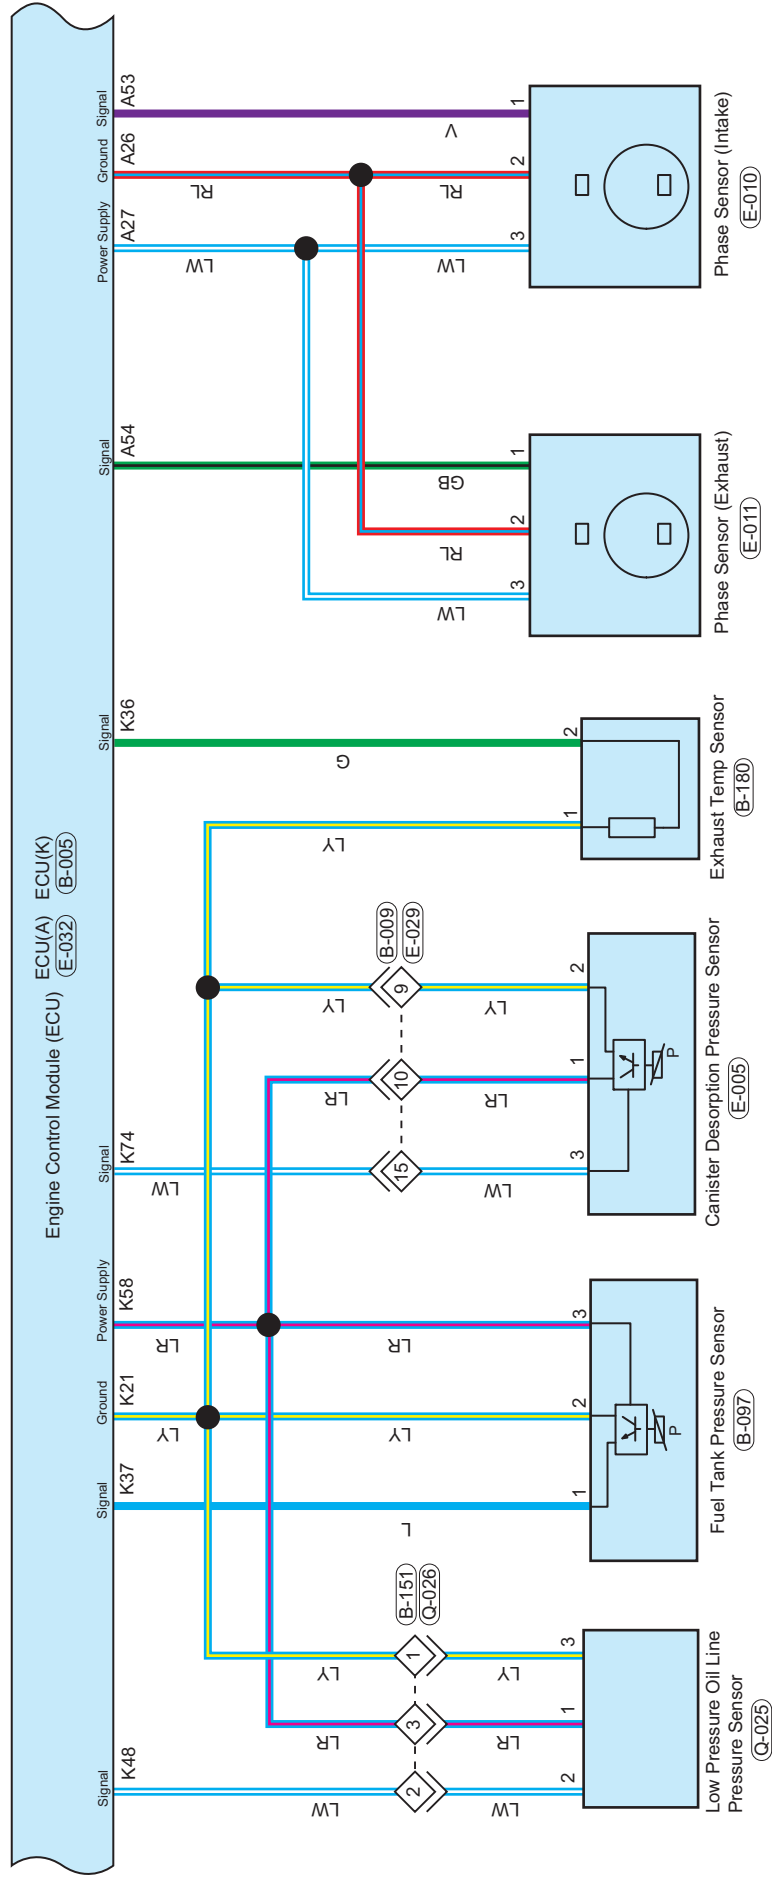 Engine Control Module (ECU)
ECU(A)
E-032
ECU(K)
B-005
Signal
K48
Signal
K37
Ground
K21
Power Supply
K58
Signal
K74
Signal
K36
Signal
A54
Power Supply
A27
Ground
A26
Signal
A53
LY
LR
LW
LW
RL
LW
LR
LY
L
LY
LR
LY
LR
LY
G
GB
RL
LW
V
RL
LW
B-151
Q-026
B-009
E-029
2
3
1
15
10
9
LW
LR
LY
LW
LR
LY
2
1
3
1
2
3
3
1
2
1
2
3
2
1
3
2
1
P
P
Low Pressure Oil Line
Pressure Sensor
Q-025
Fuel Tank Pressure Sensor
B-097
Canister Desorption Pressure Sensor
E-005
Exhaust Temp Sensor
B-180
Phase Sensor (Exhaust)
E-011
Phase Sensor (Intake)
E-010